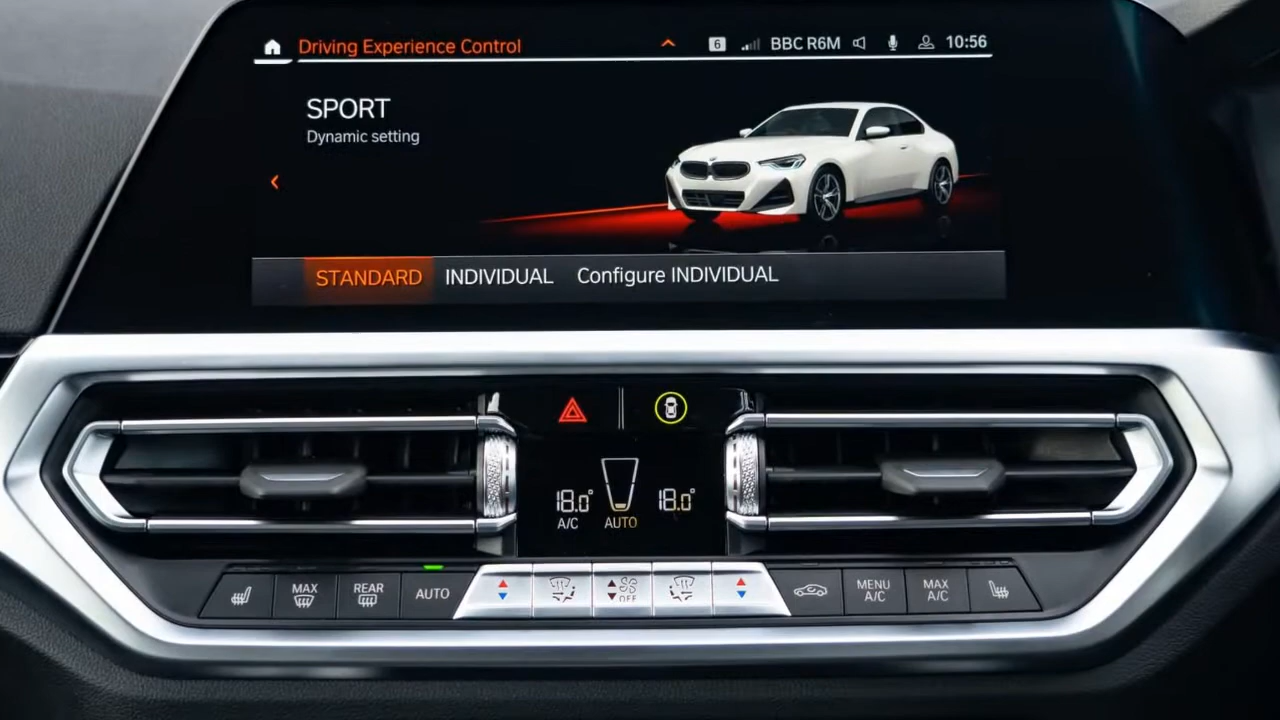 Driving Experience Control
6
BBC R6M
10:56
SPORT
Dynamic setting
STANDARD INDIVIDUAL Configure INDIVIDUAL
18.0° 18.0°
A/C AUTO
MAX
REAR
AUTO
OFF
MENU
A/C
MAX
A/C